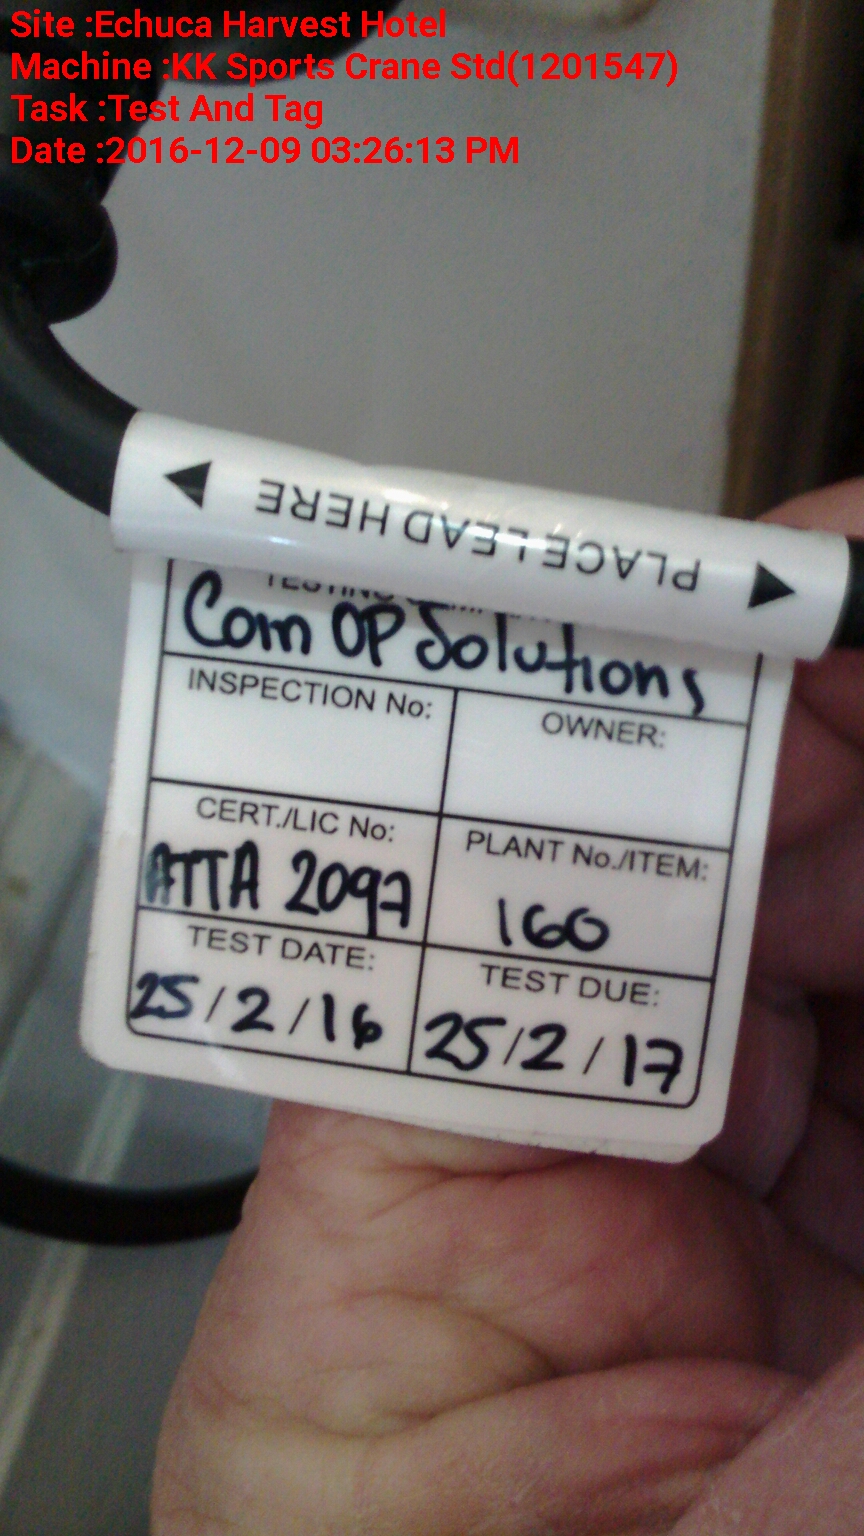 Site :Echuca Harvest Hotel
Machine :KK Sports Crane Std(1201547)
Task :Test And Tag
Date :2016-12-09 03:26:13 PM
PLACE LEAD HERE
TESTING
Coin OP Solutions
INSPECTION No:
OWNER:
CERT./LIC No:
ATTA 2097
PLANT No./ITEM:
160
TEST DATE:
25/2/16
TEST DUE:
25/2/17